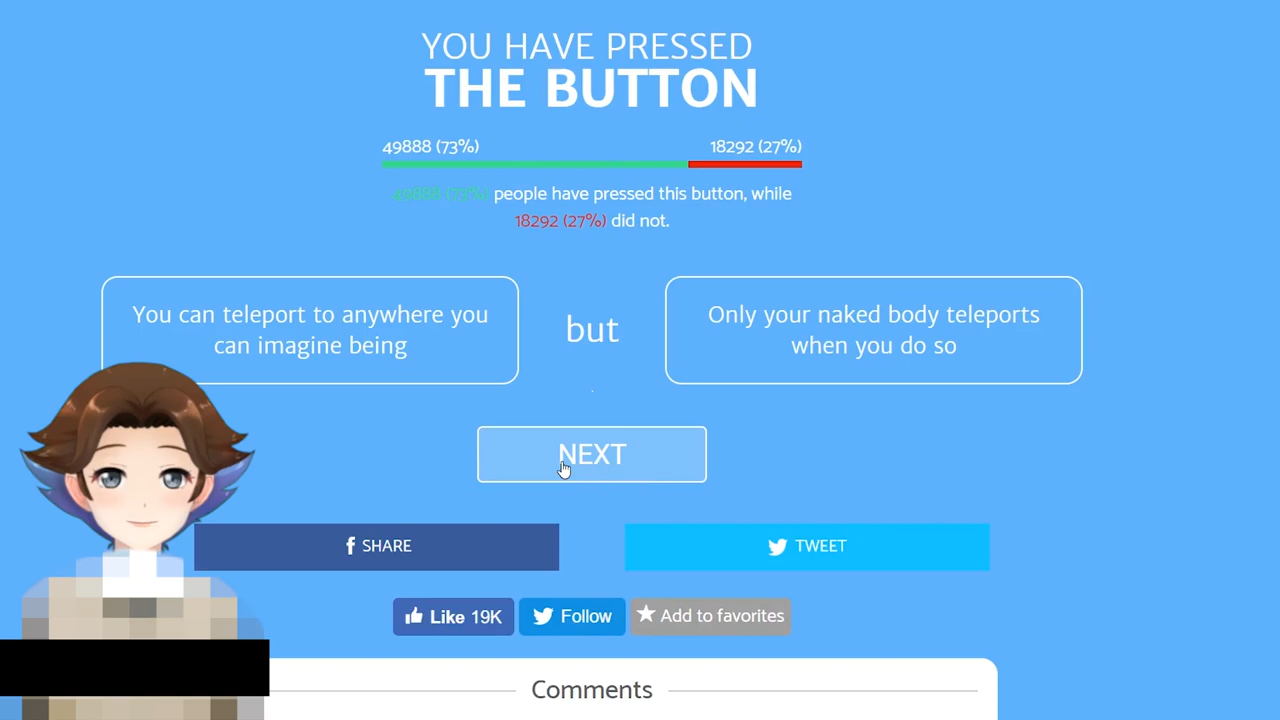 YOU HAVE PRESSED
THE BUTTON
49888 (73%) 18292 (27%)
49888 (73%) people have pressed this button, while
18292 (27%) did not.
You can teleport to anywhere you
can imagine being
but
Only your naked body teleports
when you do so
NEXT
SHARE
TWEET
Like 19K
Follow
Add to favorites
Comments